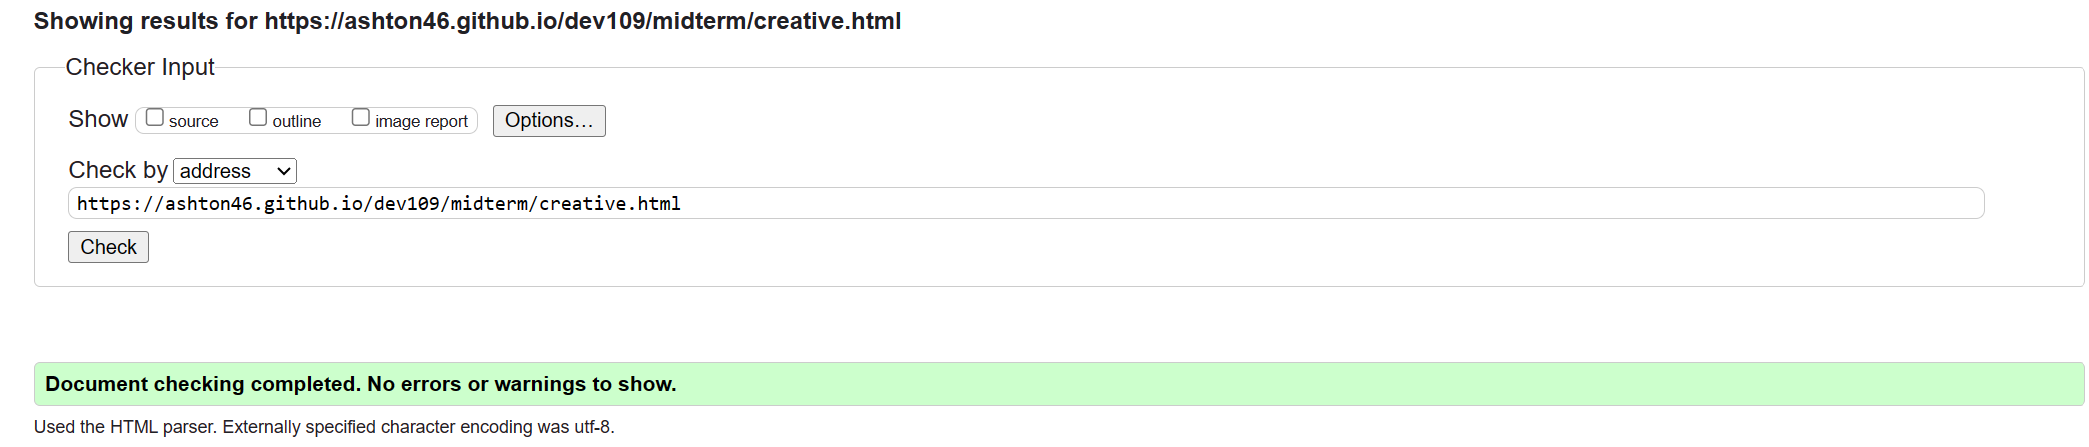 Showing results for https://ashton46.github.io/dev109/midterm/creative.html
Checker Input
Show source outline image report Options...
Check by address
https://ashton46.github.io/dev109/midterm/creative.html
Check
Document checking completed. No errors or warnings to show.
Used the HTML parser. Externally specified character encoding was utf-8.